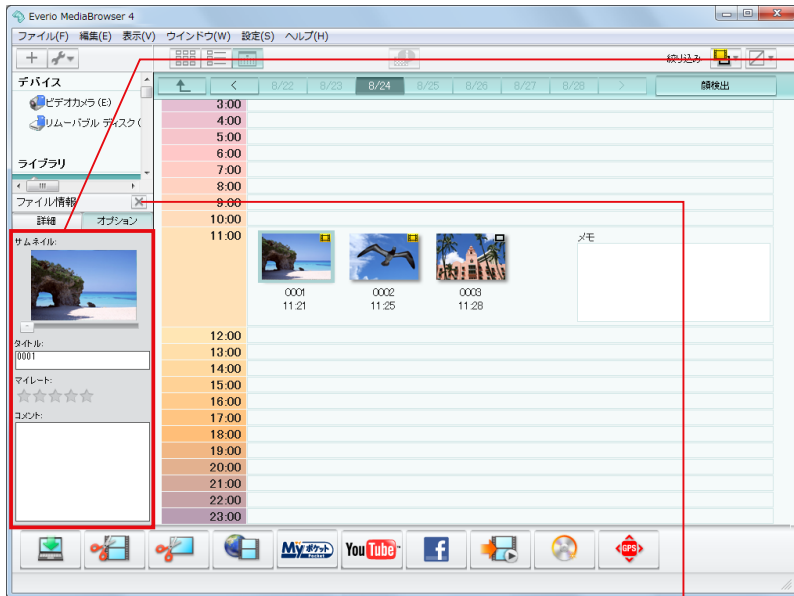 Everio MediaBrowser 4
ファイル(F) 編集(E) 表示(V) ウインドウ(W) 設定(S) ヘルプ(H)
絞り込み
デバイス
ビデオカメラ (E:)
リムーバブル ディスク (
ライブラリ
ファイル情報
詳細 オプション
サムネイル:
タイトル:
0001
マイレート:
コメント:
< 8/22 8/23 8/24 8/25 8/26 8/27 8/28 > 顔検出
3:00
4:00
5:00
6:00
7:00
8:00
9:00
10:00
11:00
メモ
0001 0002 0003
11:21 11:25 11:28
12:00
13:00
14:00
15:00
16:00
17:00
18:00
19:00
20:00
21:00
22:00
23:00
Myポケット Pocket YouTube f GPS